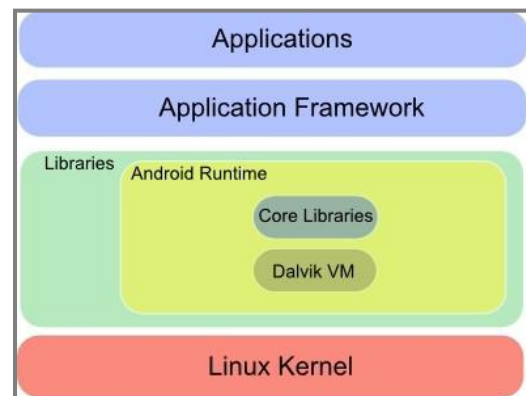 Applications
Application Framework
Libraries
Android Runtime
Core Libraries
Dalvik VM
Linux Kernel